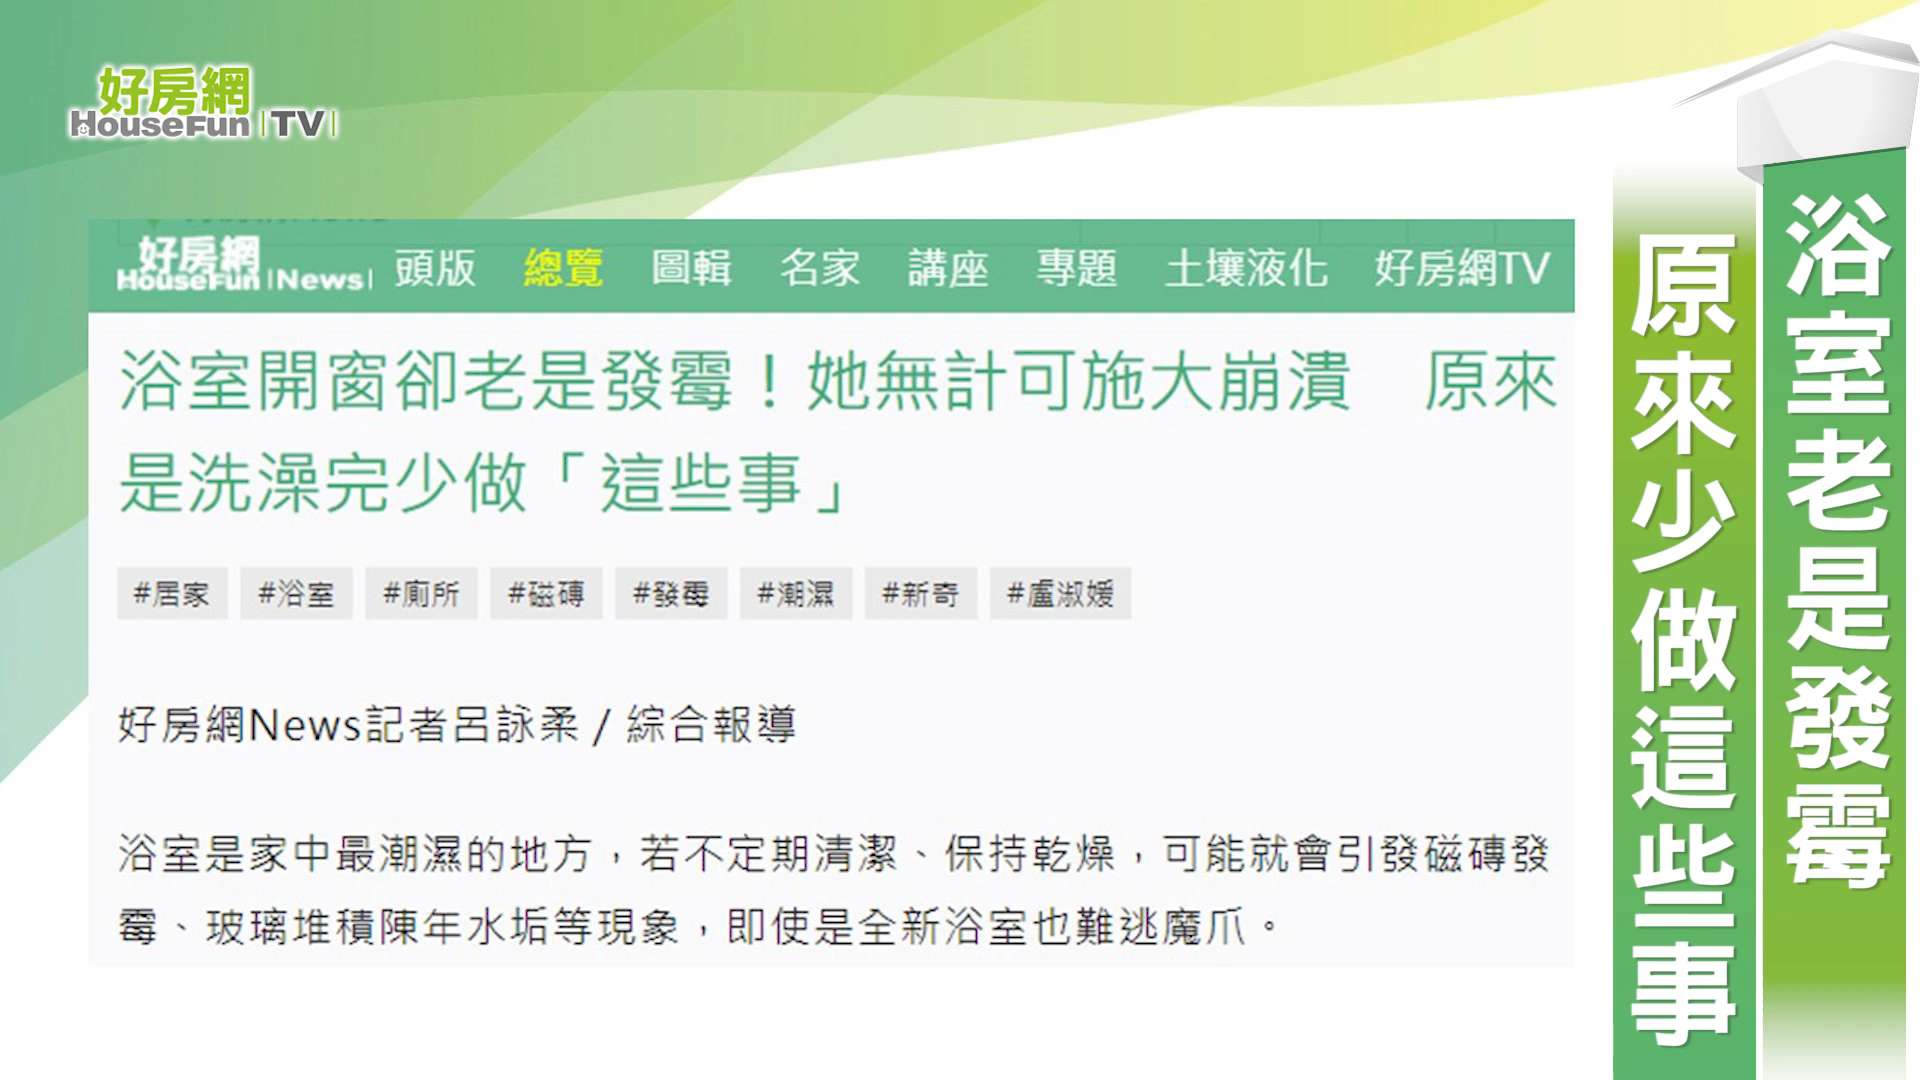 好房網
HouseFun |TV|
好房網
HouseFun |News| 頭版 總覽 圖輯 名家 講座 專題 土壤液化 好房網TV
浴室開窗卻老是發霉！她無計可施大崩潰　原來
是洗澡完少做「這些事」
#居家 #浴室 #廁所 #磁磚 #發霉 #潮濕 #新奇 #盧淑媛
好房網News記者呂詠柔／綜合報導
浴室是家中最潮濕的地方，若不定期清潔、保持乾燥，可能就會引發磁磚發
霉、玻璃堆積陳年水垢等現象，即使是全新浴室也難逃魔爪。
浴室老是發霉
原來少做這些事